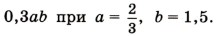 0,3ab при a = 2/3, b = 1,5.